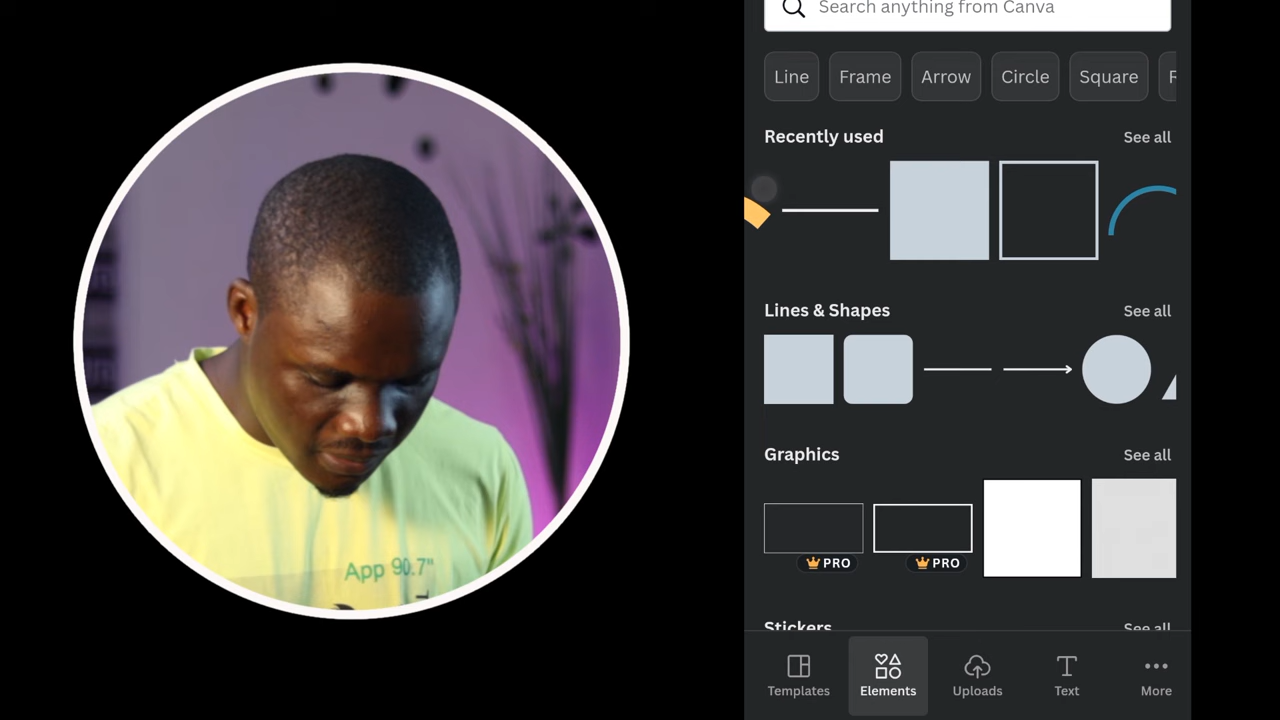 Search anything from Canva
Line Frame Arrow Circle Square
Recently used See all
Lines & Shapes See all
Graphics See all
PRO PRO
Stickers See all
Templates Elements Uploads Text More
App 90.7"